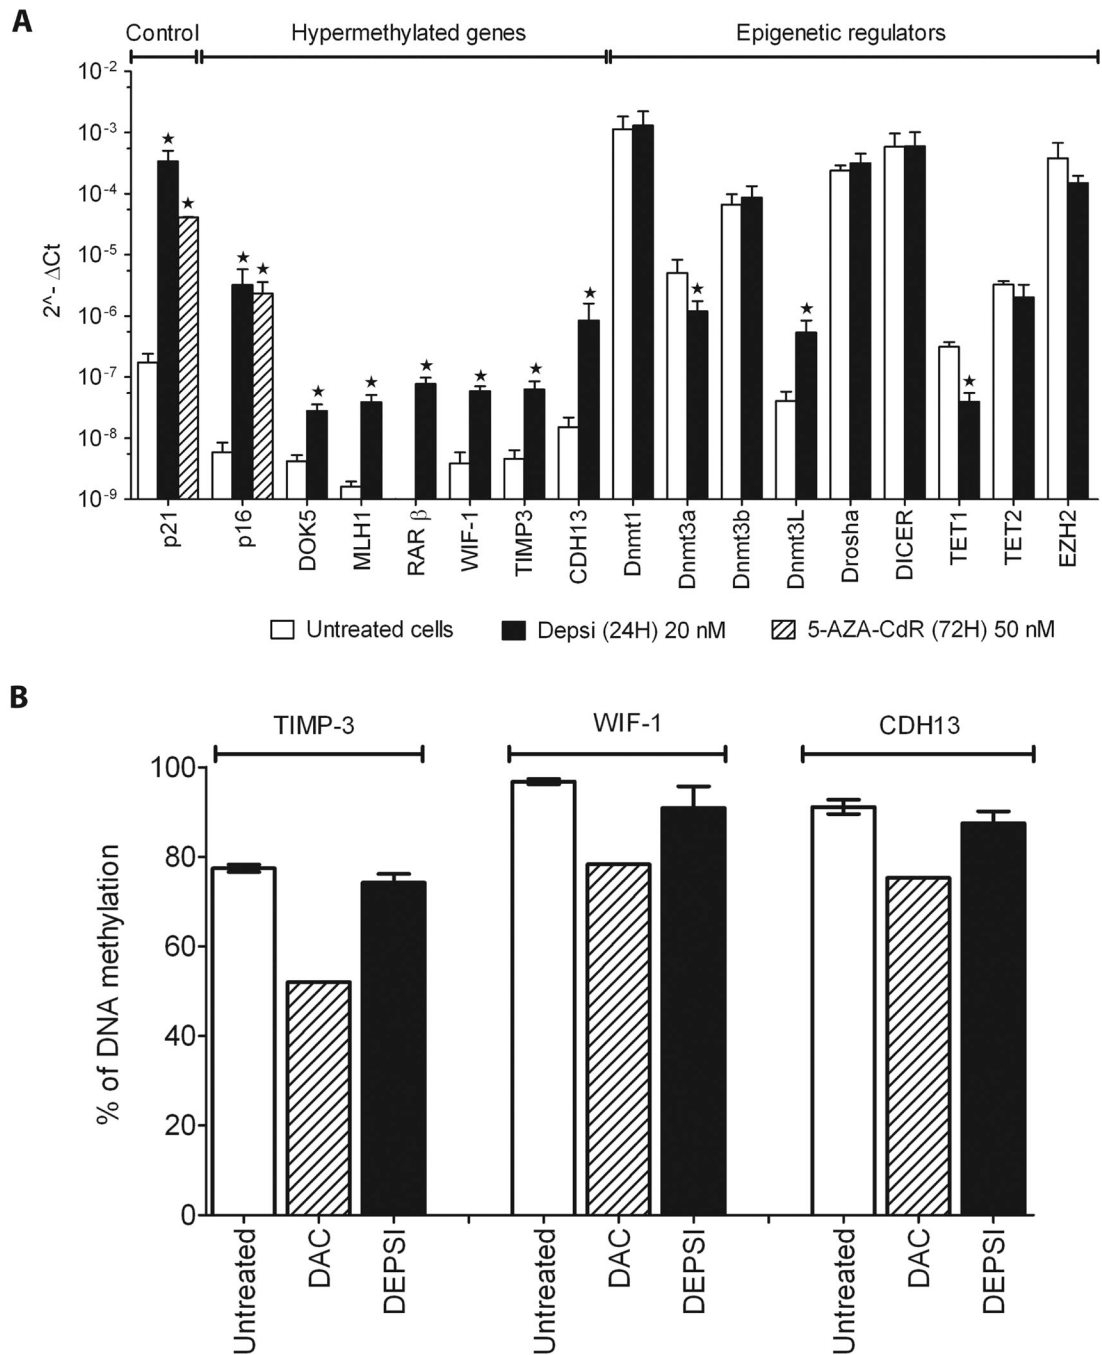 A
Control Hypermethylated genes Epigenetic regulators
2^- ΔCt
10-2
10-3
10-4
10-5
10-6
10-7
10-8
10-9
★ ★ ★ ★ ★ ★ ★ ★ ★ ★ ★ ★ ★
p21 p16 DOK5 MLH1 RAR β WIF-1 TIMP3 CDH13 Dnmt1 Dnmt3a Dnmt3b Dnmt3L Drosha DICER TET1 TET2 EZH2
Untreated cells Depsi (24H) 20 nM 5-AZA-CdR (72H) 50 nM
B
TIMP-3 WIF-1 CDH13
% of DNA methylation
100
80
60
40
20
0
Untreated DAC DEPSI Untreated DAC DEPSI Untreated DAC DEPSI